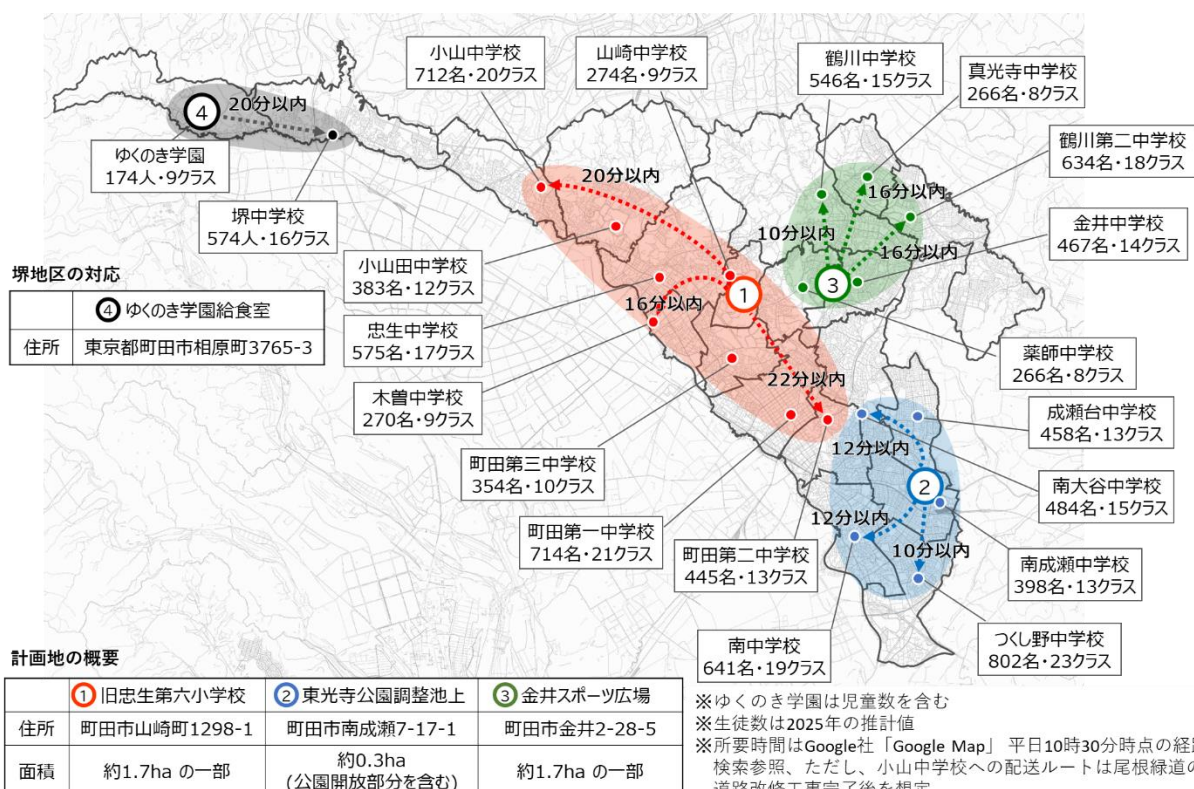 小山中学校
712名・20クラス
山崎中学校
274名・9クラス
鶴川中学校
546名・15クラス
真光寺中学校
266名・8クラス
鶴川第二中学校
634名・18クラス
金井中学校
467名・14クラス
薬師中学校
266名・8クラス
成瀬台中学校
458名・13クラス
南大谷中学校
484名・15クラス
南成瀬中学校
398名・13クラス
つくし野中学校
802名・23クラス
南中学校
641名・19クラス
町田第二中学校
445名・13クラス
町田第一中学校
714名・21クラス
町田第三中学校
354名・10クラス
木曽中学校
270名・9クラス
忠生中学校
575名・17クラス
小山田中学校
383名・12クラス
堺中学校
574人・16クラス
ゆくのき学園
174人・9クラス
④
20分以内
20分以内
①
16分以内
22分以内
10分以内
16分以内
16分以内
③
12分以内
②
12分以内
10分以内
堺地区の対応
④ゆくのき学園給食室
住所 東京都町田市相原町3765-3
計画地の概要
①旧忠生第六小学校 ②東光寺公園調整池上 ③金井スポーツ広場
住所 町田市山崎町1298-1 町田市南成瀬7-17-1 町田市金井2-28-5
面積 約1.7ha の一部 約0.3ha 約1.7ha の一部
(公園開放部分を含む)
※ゆくのき学園は児童数を含む
※生徒数は2025年の推計値
※所要時間はGoogle社「Google Map」 平日10時30分時点の経路
検索参照、ただし、小山中学校への配送ルートは尾根緑道の
道路改修工事完了後を想定